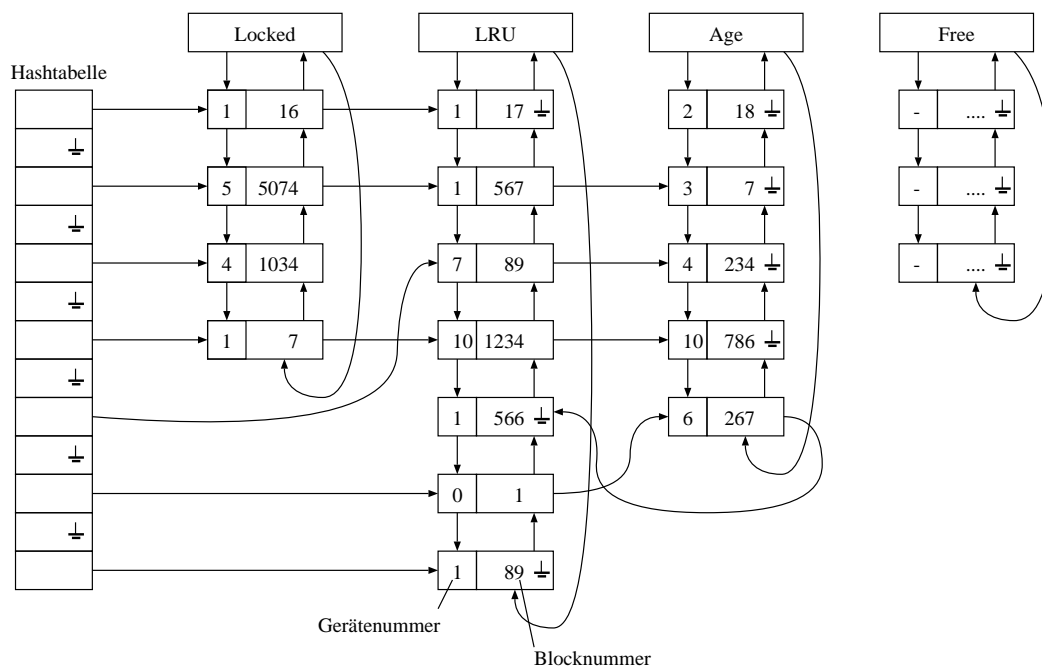 Locked LRU Age Free
Hashtabelle
1 16 1 17 2 18 - ....
5 5074 1 567 3 7 - ....
4 1034 7 89 4 234 - ....
1 7 10 1234 10 786
1 566 6 267
0 1
1 89
Gerätenummer
Blocknummer